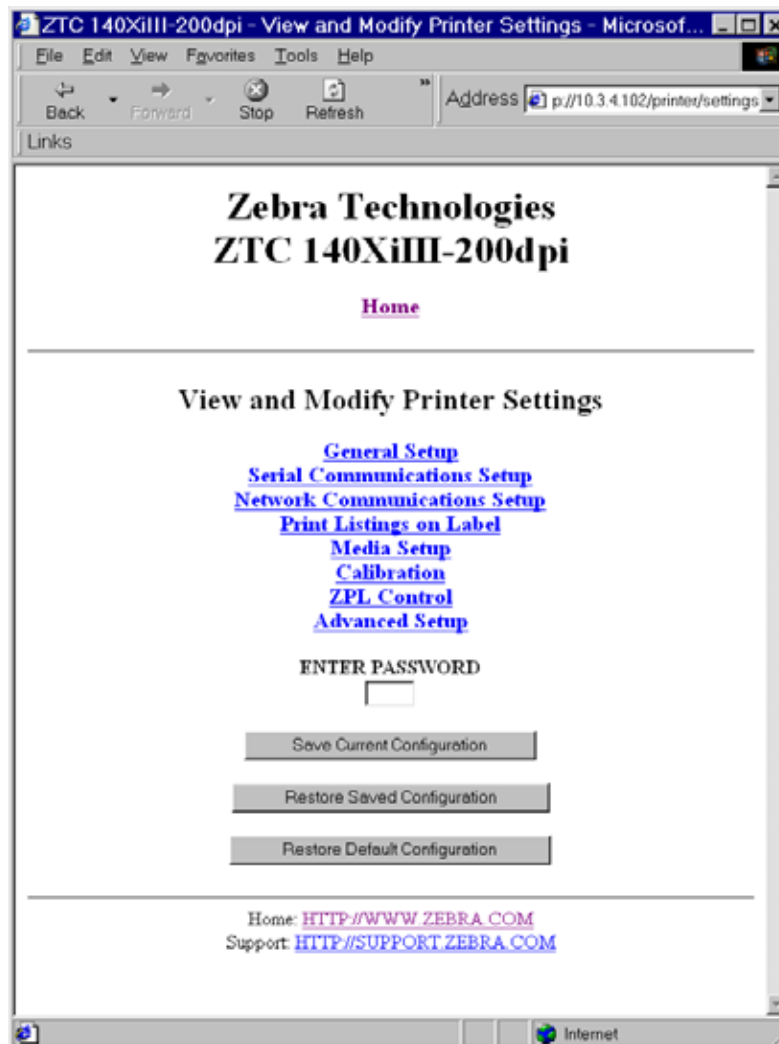 ZTC 140XiIII-200dpi - View and Modify Printer Settings - Microsof...
File Edit View Favorites Tools Help
Back Forward Stop Refresh » Address p://10.3.4.102/printer/settings
Links
Zebra Technologies
ZTC 140XiIII-200dpi
Home
View and Modify Printer Settings
General Setup
Serial Communications Setup
Network Communications Setup
Print Listings on Label
Media Setup
Calibration
ZPL Control
Advanced Setup
ENTER PASSWORD
Save Current Configuration
Restore Saved Configuration
Restore Default Configuration
Home: HTTP://WWW.ZEBRA.COM
Support: HTTP://SUPPORT.ZEBRA.COM
Internet